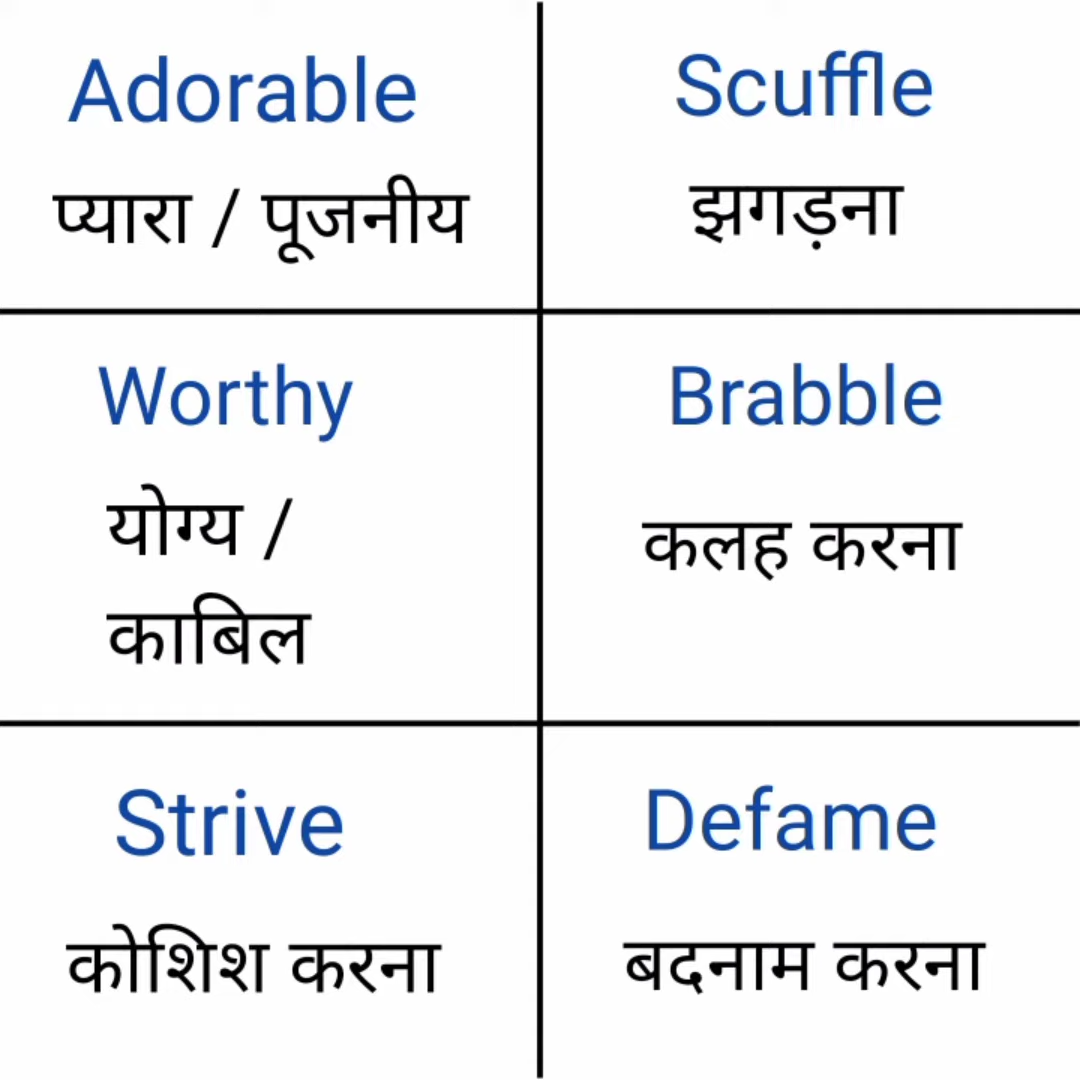 Adorable
प्यारा / पूजनीय
Scuffle
झगड़ना
Worthy
योग्य /
काबिल
Brabble
कलह करना
Strive
कोशिश करना
Defame
बदनाम करना